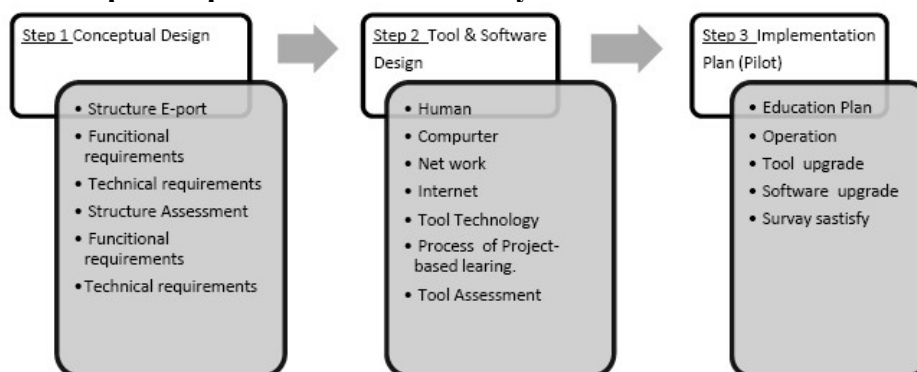 Step 1 Conceptual Design
• Structure E-port
• Funcitional
requirements
• Technical requirements
• Structure Assessment
• Funcitional
requirements
•Technical requirements
Step 2 Tool & Software
Design
• Human
• Compurter
• Net work
• Internet
• Tool Technology
• Process of Project-
based learing.
• Tool Assessment
Step 3 Implementation
Plan (Pilot)
• Education Plan
• Operation
• Tool upgrade
• Software upgrade
• Survay sastisfy